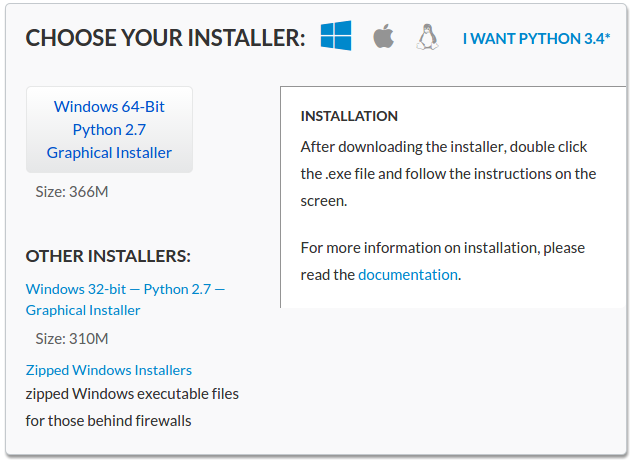 CHOOSE YOUR INSTALLER:
I WANT PYTHON 3.4*
Windows 64-Bit
Python 2.7
Graphical Installer
Size: 366M
OTHER INSTALLERS:
Windows 32-bit — Python 2.7 —
Graphical Installer
Size: 310M
Zipped Windows Installers
zipped Windows executable files
for those behind firewalls
INSTALLATION
After downloading the installer, double click
the .exe file and follow the instructions on the
screen.
For more information on installation, please
read the documentation.